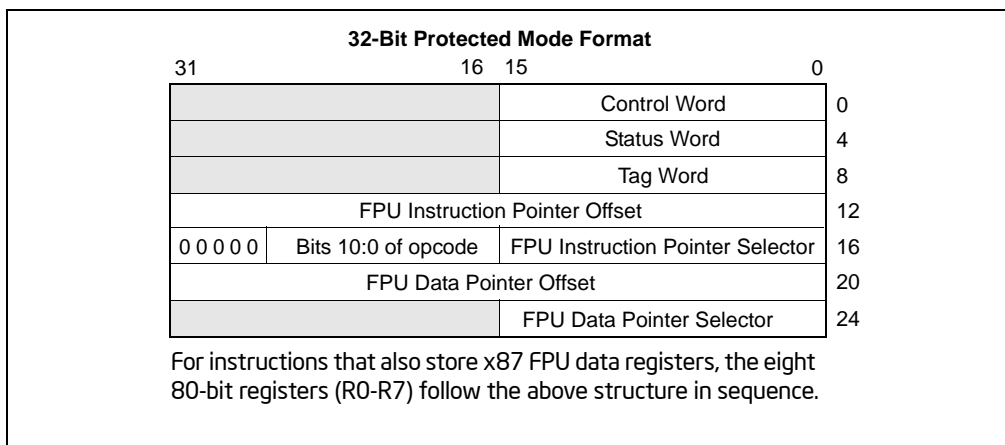 32-Bit Protected Mode Format
31 16 15 0
Control Word 0
Status Word 4
Tag Word 8
FPU Instruction Pointer Offset 12
0 0 0 0 0 Bits 10:0 of opcode FPU Instruction Pointer Selector 16
FPU Data Pointer Offset 20
FPU Data Pointer Selector 24
For instructions that also store x87 FPU data registers, the eight
80-bit registers (R0-R7) follow the above structure in sequence.